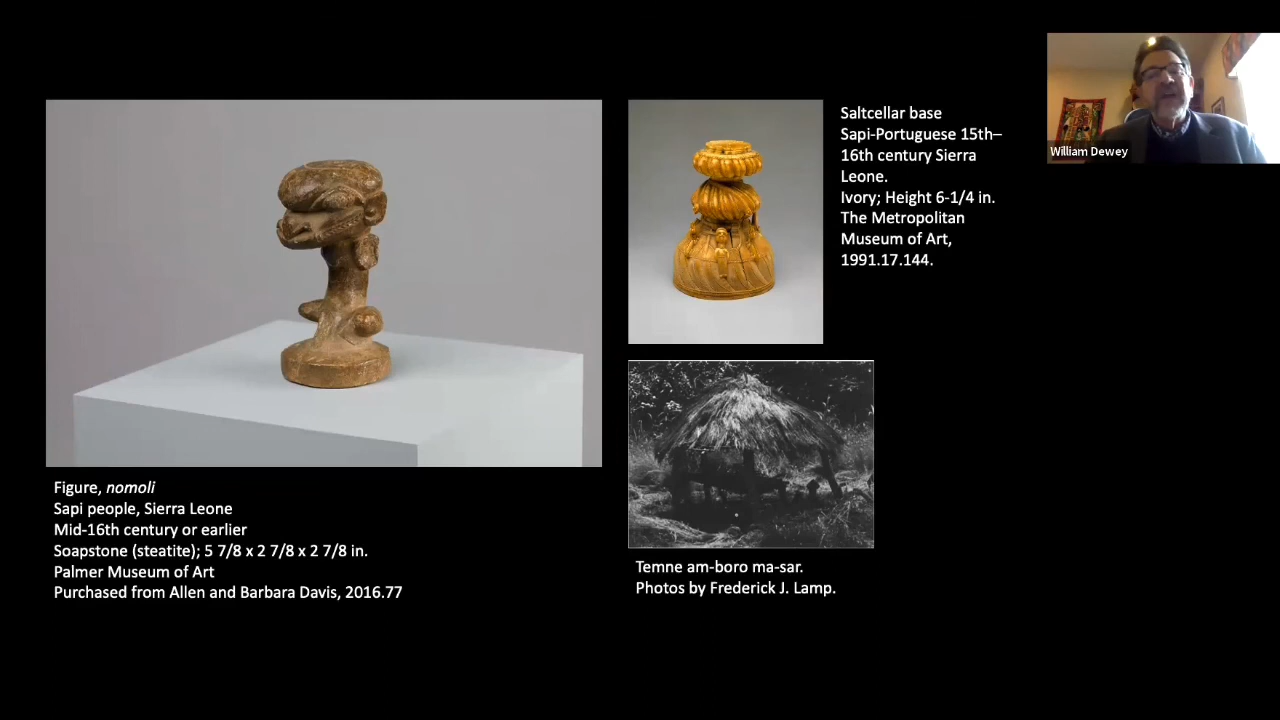 Saltcellar base
Sapi-Portuguese 15th–
16th century Sierra
Leone.
Ivory; Height 6-1/4 in.
The Metropolitan
Museum of Art,
1991.17.144.
William Dewey
Figure, nomoli
Sapi people, Sierra Leone
Mid-16th century or earlier
Soapstone (steatite); 5 7/8 x 2 7/8 x 2 7/8 in.
Palmer Museum of Art
Purchased from Allen and Barbara Davis, 2016.77
Temne am-boro ma-sar.
Photos by Frederick J. Lamp.